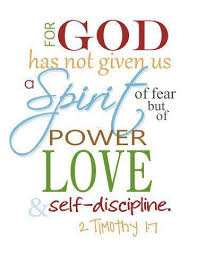 FOR GOD
has not given us
a Spirit of fear
but of
POWER
LOVE
& self-discipline.
2 Timothy 1:7